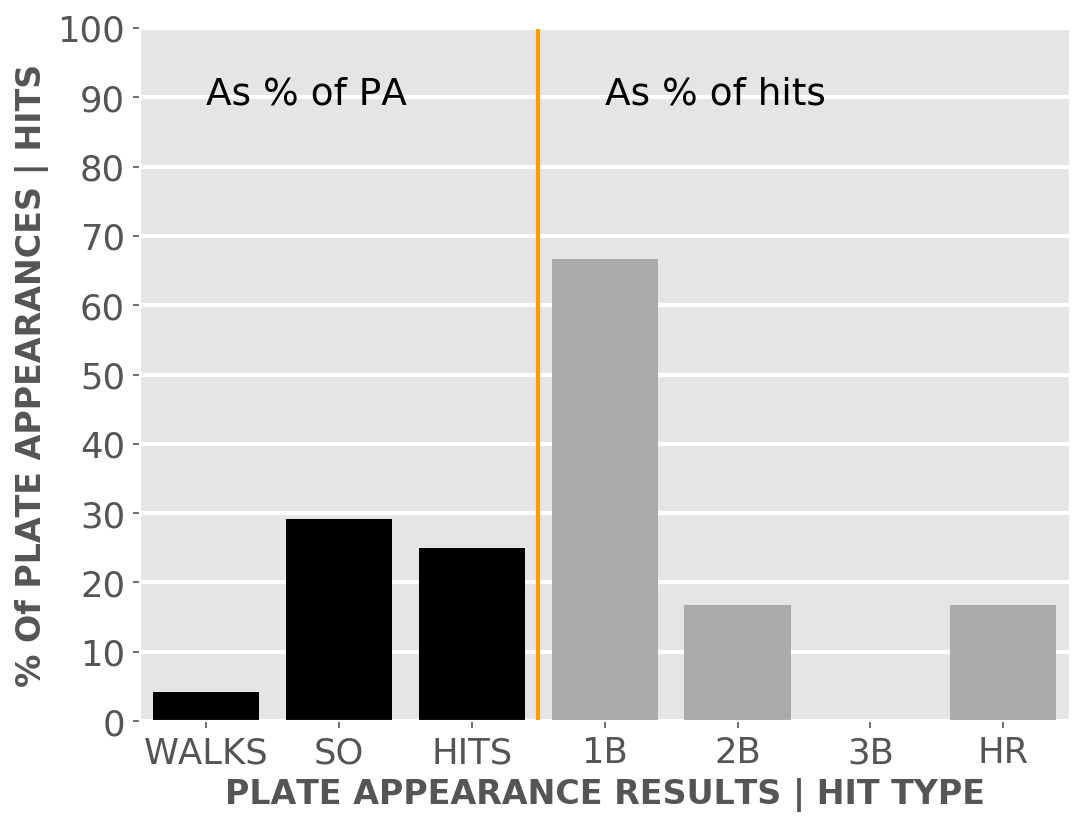 % Of PLATE APPEARANCES | HITS
100
90
80
70
60
50
40
30
20
10
0
As % of PA
As % of hits
WALKS SO HITS 1B 2B 3B HR
PLATE APPEARANCE RESULTS | HIT TYPE